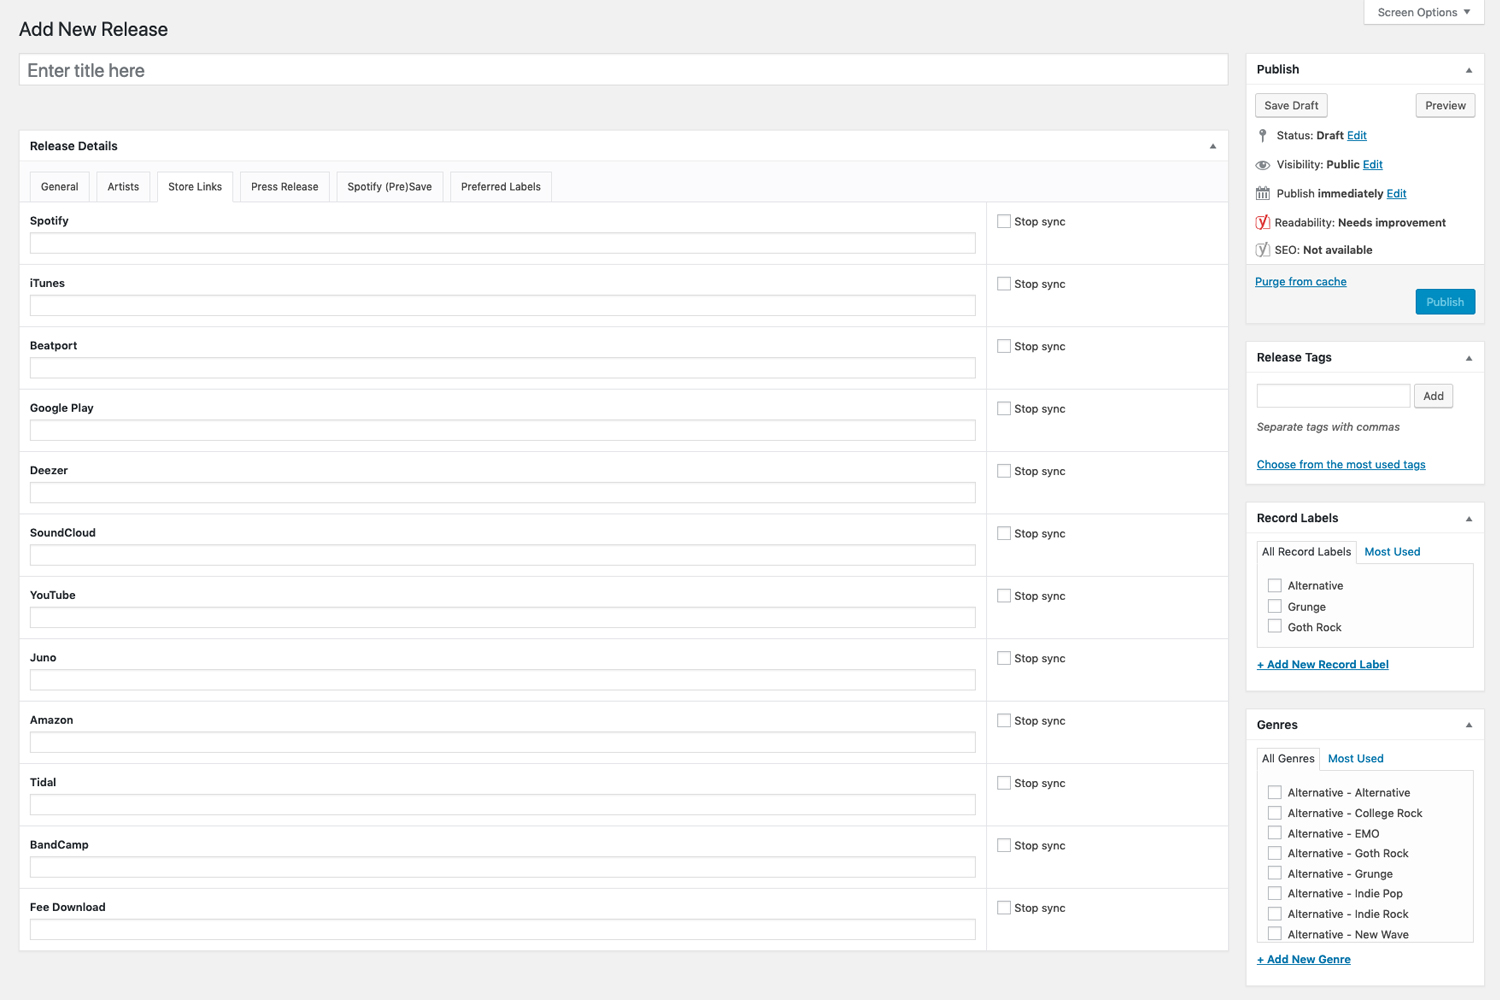 Screen Options
Add New Release
Enter title here
Release Details
General
Artists
Store Links
Press Release
Spotify (Pre)Save
Preferred Labels
Spotify
Stop sync
iTunes
Stop sync
Beatport
Stop sync
Google Play
Stop sync
Deezer
Stop sync
SoundCloud
Stop sync
YouTube
Stop sync
Juno
Stop sync
Amazon
Stop sync
Tidal
Stop sync
BandCamp
Stop sync
Fee Download
Stop sync
Publish
Save Draft
Preview
Status: Draft Edit
Visibility: Public Edit
Publish immediately Edit
Readability: Needs improvement
SEO: Not available
Purge from cache
Publish
Release Tags
Add
Separate tags with commas
Choose from the most used tags
Record Labels
All Record Labels
Most Used
Alternative
Grunge
Goth Rock
+ Add New Record Label
Genres
All Genres
Most Used
Alternative - Alternative
Alternative - College Rock
Alternative - EMO
Alternative - Goth Rock
Alternative - Grunge
Alternative - Indie Pop
Alternative - Indie Rock
Alternative - New Wave
+ Add New Genre